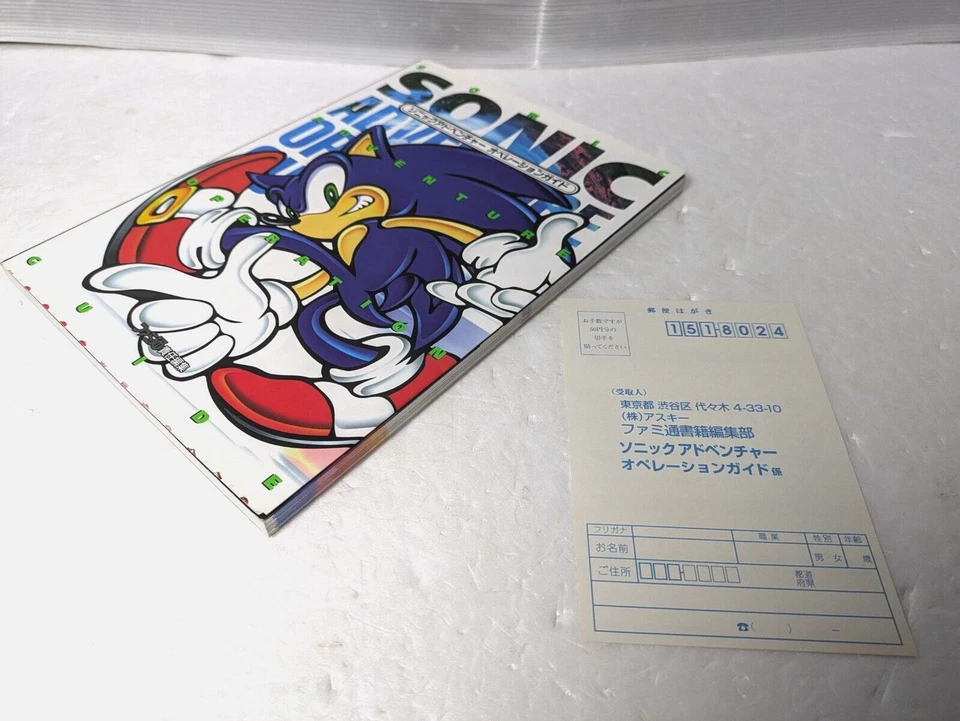 SONIC
ソニックアドベンチャー オペレーションガイド
ADVENTURE
OPERATION
GUIDE
責任編集
郵便はがき
お手数ですが
50円分の
切手を
貼ってください
151-8024
(受取人)
東京都 渋谷区 代々木 4-33-10
(株)アスキー
ファミ通書籍編集部
ソニックアドベンチャー
オペレーションガイド 係
フリガナ
職業
性別
年齢
お名前
男・女
歳
ご住所
都道
府県
☎( ) −